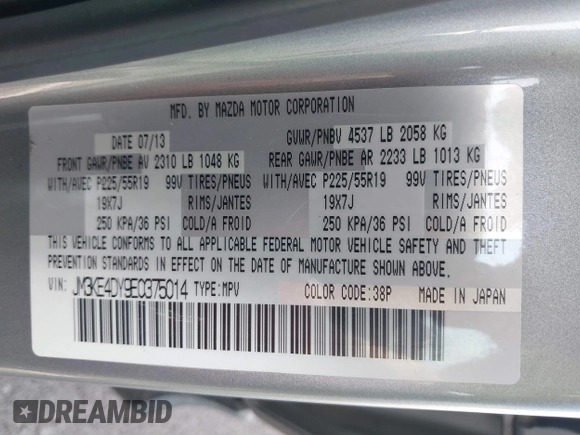 MFD. BY MAZDA MOTOR CORPORATION
DATE 07/13 GVWR/PNBV 4537 LB 2058 KG
FRONT GAWR/PNBE AV 2310 LB 1048 KG REAR GAWR/PNBE AR 2233 LB 1013 KG
WITH/AVEC P225/55R19 99V TIRES/PNEUS WITH/AVEC P225/55R19 99V TIRES/PNEUS
19X7J RIMS/JANTES 19X7J RIMS/JANTES
250 KPA/36 PSI COLD/A FROID 250 KPA/36 PSI COLD/A FROID
THIS VEHICLE CONFORMS TO ALL APPLICABLE FEDERAL MOTOR VEHICLE SAFETY AND THEFT
PREVENTION STANDARDS IN EFFECT ON THE DATE OF MANUFACTURE SHOWN ABOVE.
VIN: JM3KE4DY9E0375014 TYPE:MPV COLOR CODE:38P MADE IN JAPAN
DREAMBID